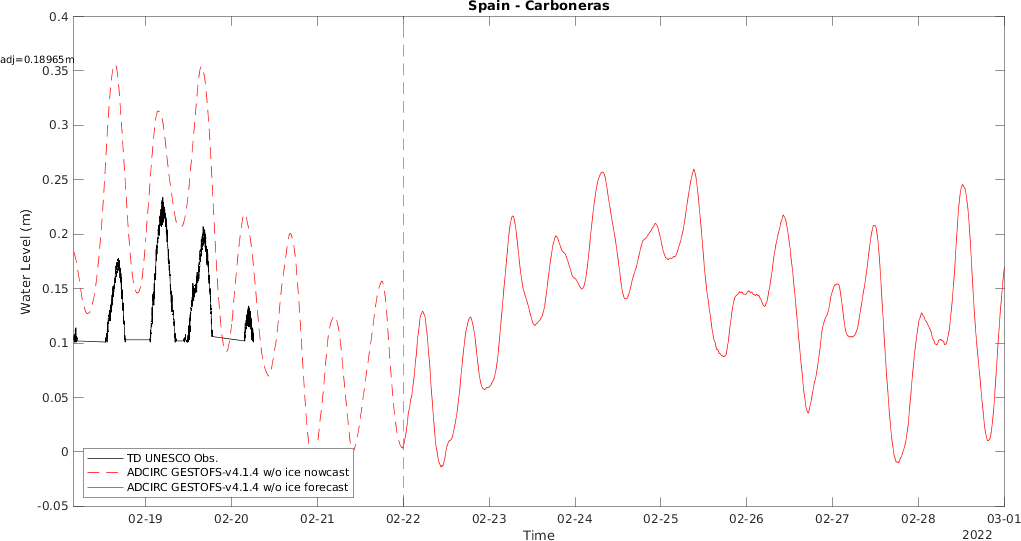 Spain - Carboneras
adj=0.18965m
0.4
0.35
0.3
0.25
0.2
0.15
0.1
0.05
0
-0.05
Water Level (m)
TD UNESCO Obs.
ADCIRC GESTOFS-v4.1.4 w/o ice nowcast
ADCIRC GESTOFS-v4.1.4 w/o ice forecast
02-19 02-20 02-21 02-22 02-23 02-24 02-25 02-26 02-27 02-28 03-01
Time
2022